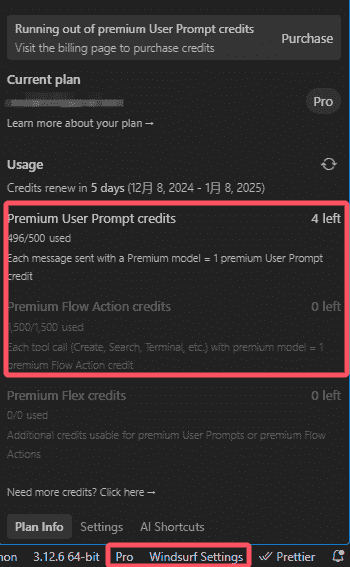 Running out of premium User Prompt credits
Visit the billing page to purchase credits
Purchase
Current plan
Pro
Learn more about your plan →
Usage
Credits renew in 5 days (12月 8, 2024 - 1月 8, 2025)
Premium User Prompt credits
4 left
496/500 used
Each message sent with a Premium model = 1 premium User Prompt
credit
Premium Flow Action credits
0 left
1,500/1,500 used
Each tool call (Create, Search, Terminal, etc.) with premium model = 1
premium Flow Action credit
Premium Flex credits
0 left
0/0 used
Additional credits usable for premium User Prompts or premium Flow
Actions
Need more credits? Click here →
Plan Info
Settings
AI Shortcuts
non 3.12.6 64-bit Pro Windsurf Settings Prettier